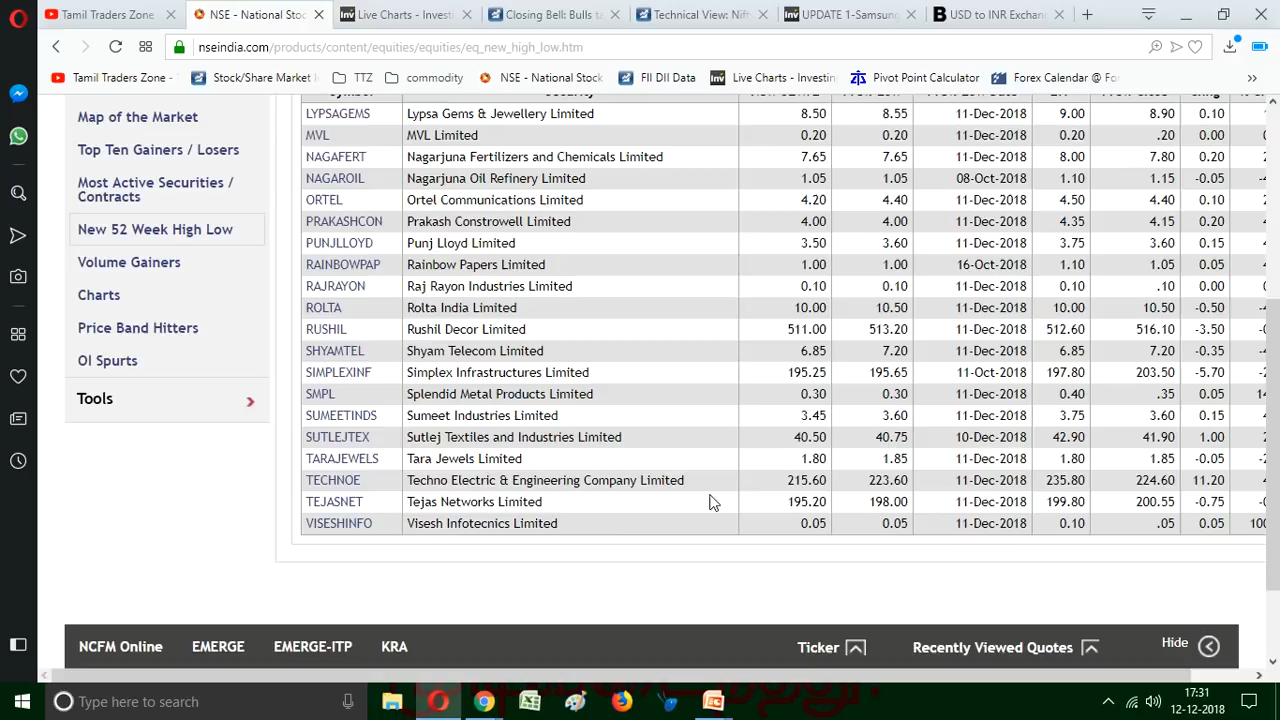 Tamil Traders Zone
NSE - National Stoc
Live Charts - Investi
Closing Bell: Bulls t
Technical View: Nift
UPDATE 1-Samsung
USD to INR Exchan
nseindia.com/products/content/equities/equities/eq_new_high_low.htm
Tamil Traders Zone -
Stock/Share Market I
TTZ
commodity
NSE - National Stock
FII DII Data
Live Charts - Investin
Pivot Point Calculator
Forex Calendar @ Fo
Map of the Market
Top Ten Gainers / Losers
Most Active Securities /
Contracts
New 52 Week High Low
Volume Gainers
Charts
Price Band Hitters
OI Spurts
Tools
LYPSAGEMS Lypsa Gems & Jewellery Limited 8.50 8.55 11-Dec-2018 9.00 8.90 0.10
MVL MVL Limited 0.20 0.20 11-Dec-2018 0.20 .20 0.00
NAGAFERT Nagarjuna Fertilizers and Chemicals Limited 7.65 7.65 11-Dec-2018 8.00 7.80 0.20
NAGAROIL Nagarjuna Oil Refinery Limited 1.05 1.05 08-Oct-2018 1.10 1.15 -0.05
ORTEL Ortel Communications Limited 4.20 4.40 11-Dec-2018 4.50 4.40 0.10
PRAKASHCON Prakash Constrowell Limited 4.00 4.00 11-Dec-2018 4.35 4.15 0.20
PUNJLLOYD Punj Lloyd Limited 3.50 3.60 11-Dec-2018 3.75 3.60 0.15
RAINBOWPAP Rainbow Papers Limited 1.00 1.00 16-Oct-2018 1.10 1.05 0.05
RAJRAYON Raj Rayon Industries Limited 0.10 0.10 11-Dec-2018 0.10 .10 0.00
ROLTA Rolta India Limited 10.00 10.50 11-Dec-2018 10.00 10.50 -0.50
RUSHIL Rushil Decor Limited 511.00 513.20 11-Dec-2018 512.60 516.10 -3.50
SHYAMTEL Shyam Telecom Limited 6.85 7.20 11-Dec-2018 6.85 7.20 -0.35
SIMPLEXINF Simplex Infrastructures Limited 195.25 195.65 11-Oct-2018 197.80 203.50 -5.70
SMPL Splendid Metal Products Limited 0.30 0.30 11-Dec-2018 0.40 .35 0.05
SUMEETINDS Sumeet Industries Limited 3.45 3.60 11-Dec-2018 3.75 3.60 0.15
SUTLEJTEX Sutlej Textiles and Industries Limited 40.50 40.75 10-Dec-2018 42.90 41.90 1.00
TARAJEWELS Tara Jewels Limited 1.80 1.85 11-Dec-2018 1.80 1.85 -0.05
TECHNOE Techno Electric & Engineering Company Limited 215.60 223.60 11-Dec-2018 235.80 224.60 11.20
TEJASNET Tejas Networks Limited 195.20 198.00 11-Dec-2018 199.80 200.55 -0.75
VISESHINFO Visesh Infotecnics Limited 0.05 0.05 11-Dec-2018 0.10 .05 0.05
NCFM Online
EMERGE
EMERGE-ITP
KRA
Ticker
Recently Viewed Quotes
Hide
Type here to search
17:31
12-12-2018